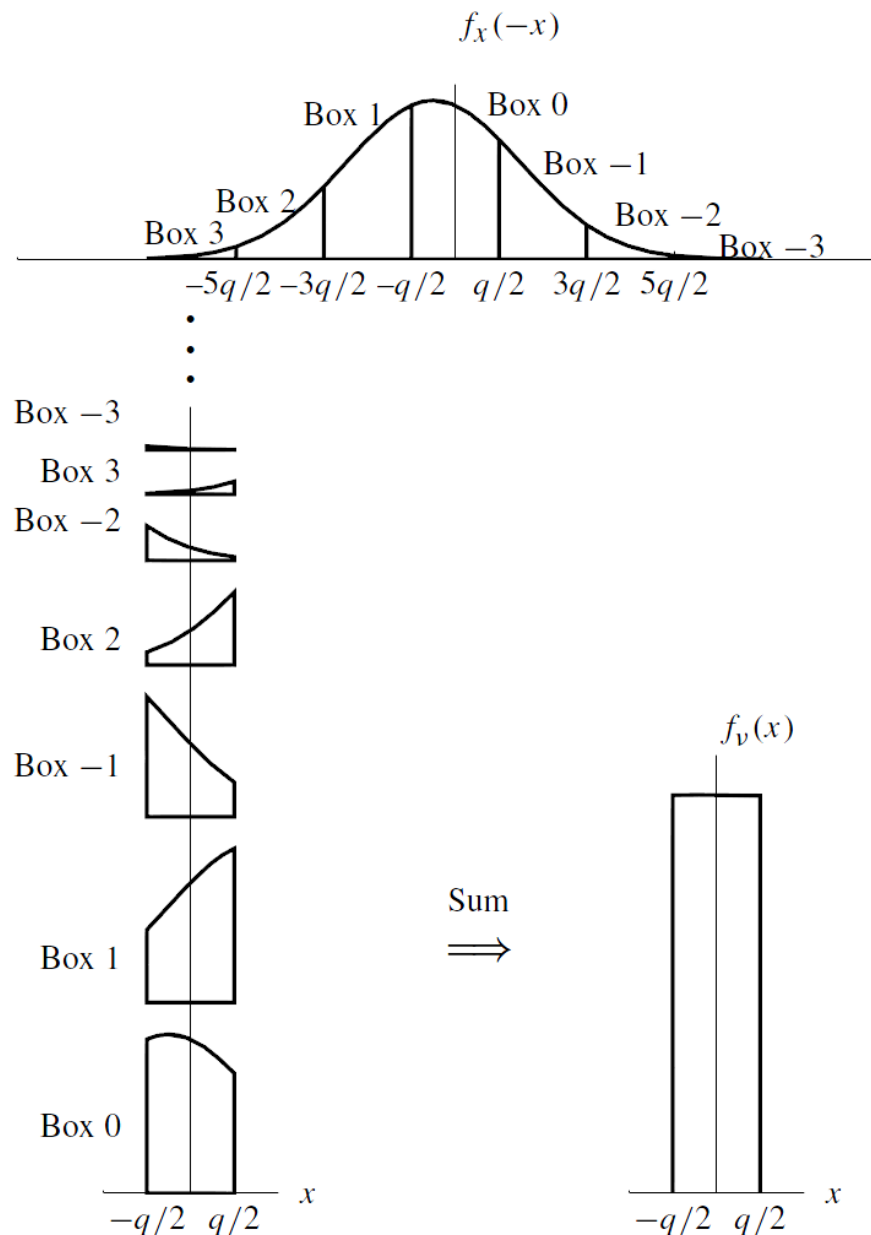 f_x(−x)
Box 1 Box 0
Box −1
Box 2 Box −2
Box 3 Box −3
−5q/2 −3q/2 −q/2 q/2 3q/2 5q/2
Box −3
Box 3
Box −2
Box 2
Box −1
f_ν(x)
Box 1
Sum
⟹
Box 0
x x
−q/2 q/2 −q/2 q/2